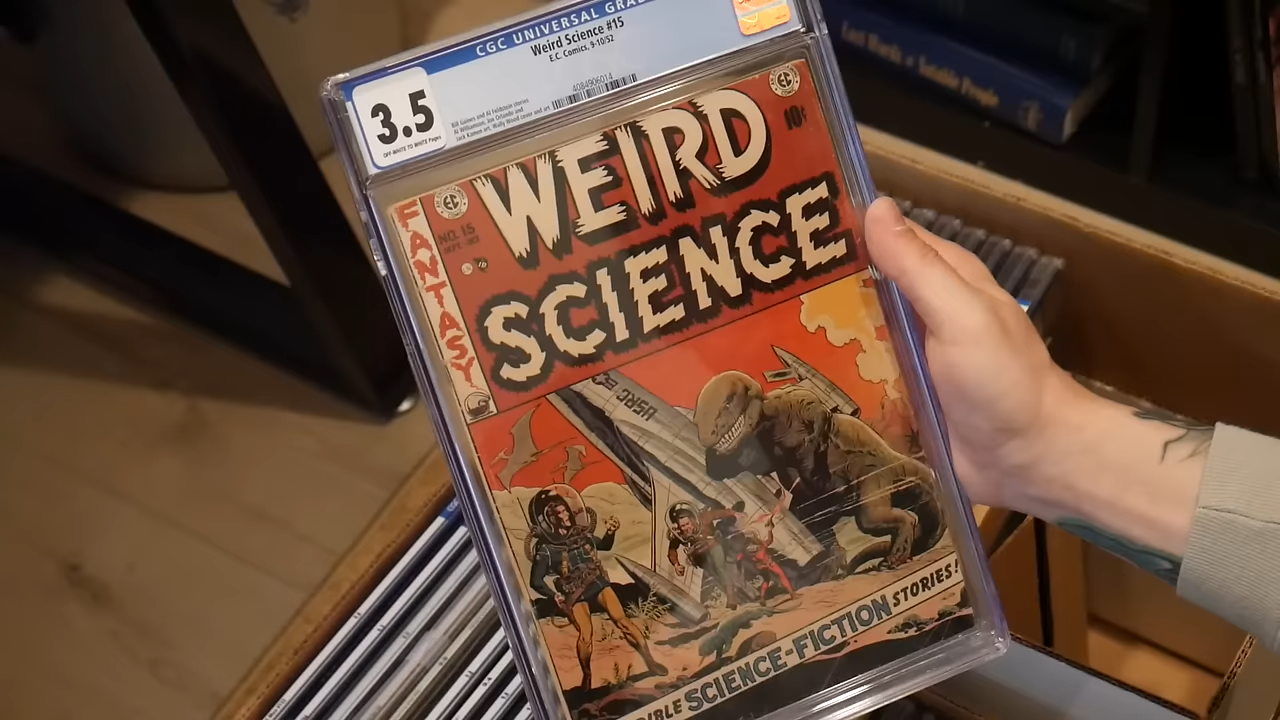 CGC UNIVERSAL GRADE
Weird Science #15
E.C. Comics, 9-10/52
4084906014
3.5
OFF-WHITE TO WHITE Pages
Bill Gaines and Al Feldstein stories
Al Williamson, Joe Orlando and
Jack Kamen art, Wally Wood cover and art
10¢
WEIRD
SCIENCE
FANTASY
EC
NO. 15
SEPT.-OCT
USRC
SCIENCE-FICTION STORIES!